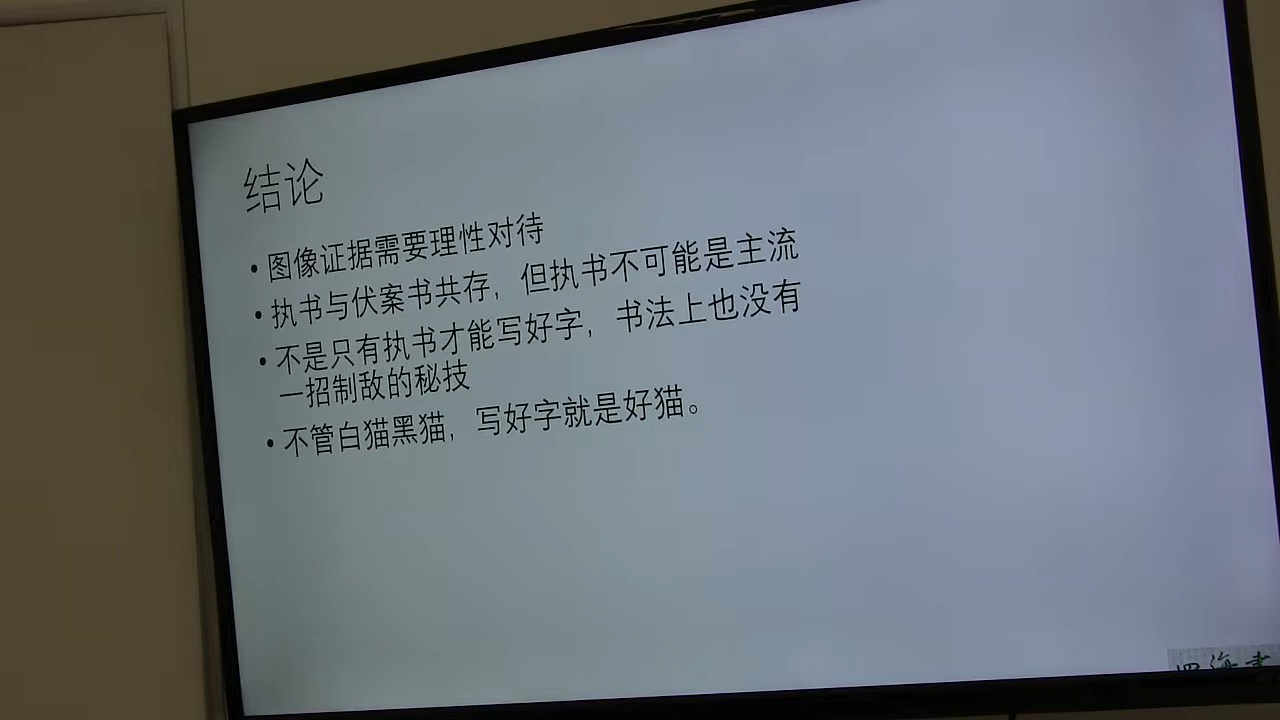 结论
• 图像证据需要理性对待
• 执书与伏案书共存，但执书不可能是主流
• 不是只有执书才能写好字，书法上也没有
一招制敌的秘技
• 不管白猫黑猫，写好字就是好猫。